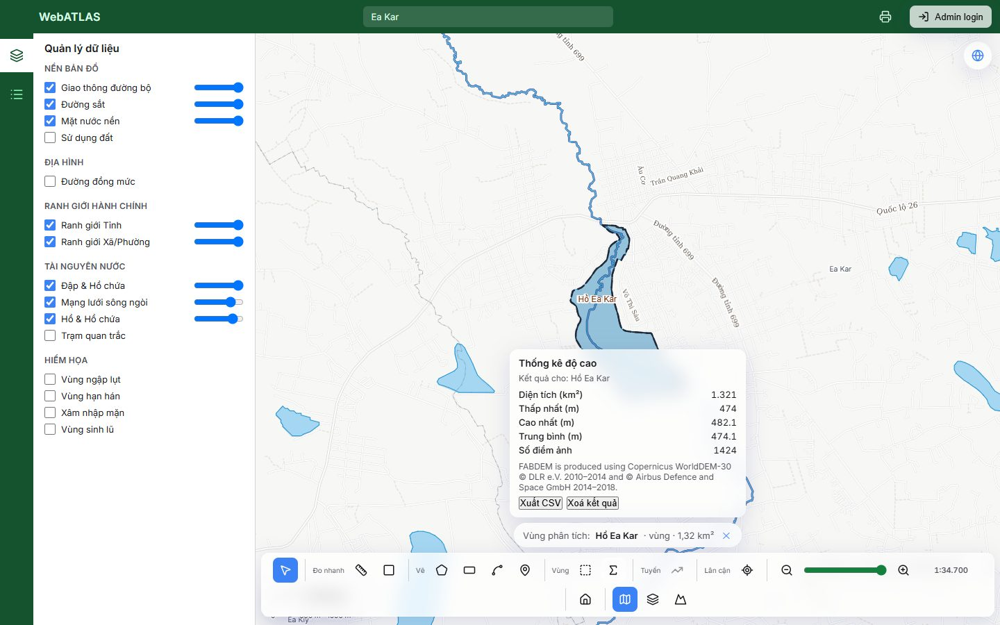 WebATLAS
Ea Kar
Admin login
Quản lý dữ liệu
NỀN BẢN ĐỒ
Giao thông đường bộ
Đường sắt
Mặt nước nền
Sử dụng đất
ĐỊA HÌNH
Đường đồng mức
RANH GIỚI HÀNH CHÍNH
Ranh giới Tỉnh
Ranh giới Xã/Phường
TÀI NGUYÊN NƯỚC
Đập & Hồ chứa
Mạng lưới sông ngòi
Hồ & Hồ chứa
Trạm quan trắc
HIỂM HỌA
Vùng ngập lụt
Vùng hạn hán
Xâm nhập mặn
Vùng sinh lũ
tỉnh 699
Âu Cơ
Trần Quang Khải
Quốc lộ 26
Đường tỉnh 699
Ea Kar
Đường tỉnh 699
Võ Thị Sáu
Hồ Ea Kar
Thống kê độ cao
Kết quả cho: Hồ Ea Kar
Diện tích (km²) 1.321
Thấp nhất (m) 474
Cao nhất (m) 482.1
Trung bình (m) 474.1
Số điểm ảnh 1424
FABDEM is produced using Copernicus WorldDEM-30
© DLR e.V. 2010–2014 and © Airbus Defence and
Space GmbH 2014–2018.
Xuất CSV Xoá kết quả
Vùng phân tích: Hồ Ea Kar · vùng · 1,32 km²
Đo nhanh Vẽ Vùng Tuyến Lân cận 1:34.700